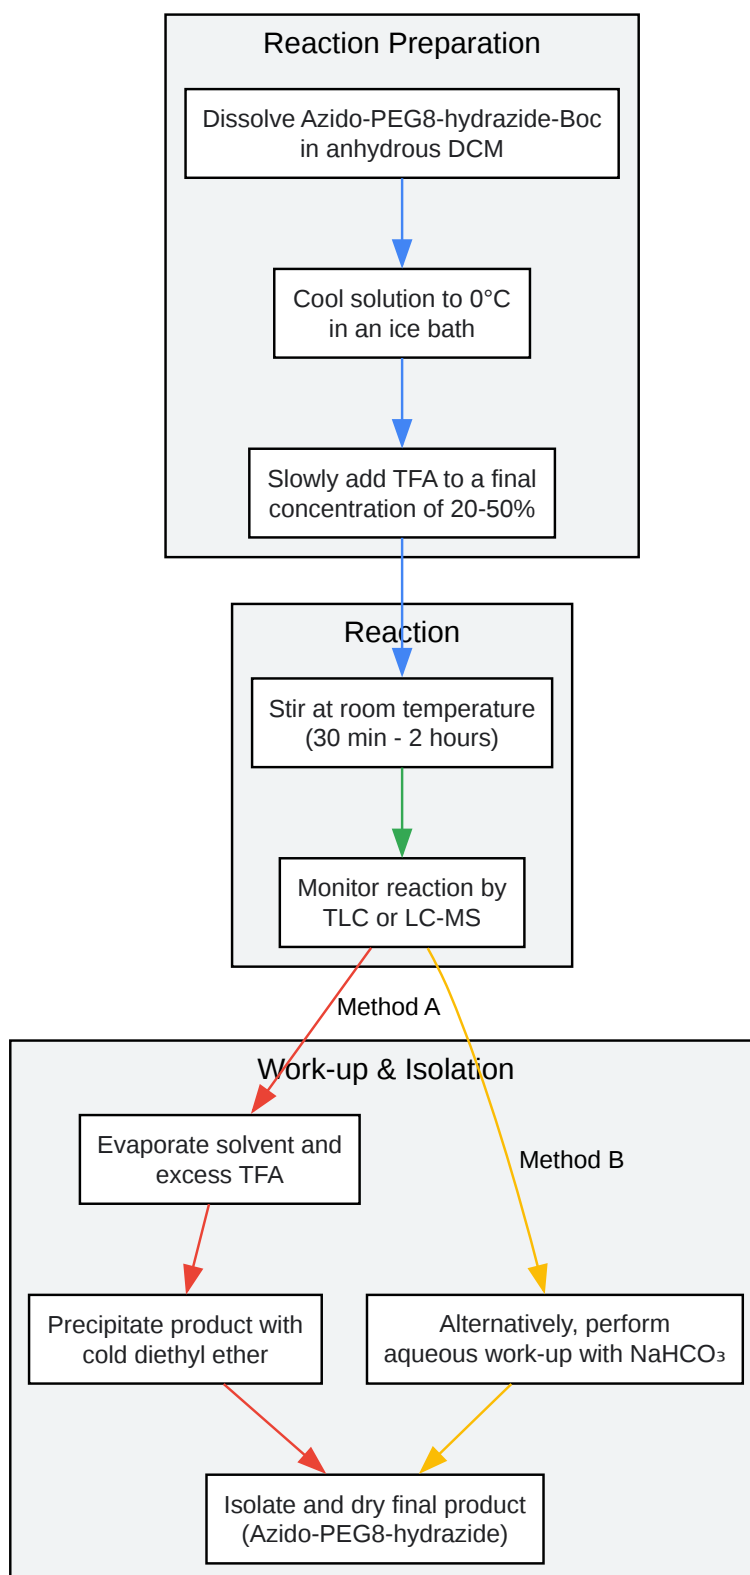 Reaction Preparation
Dissolve Azido-PEG8-hydrazide-Boc
in anhydrous DCM
Cool solution to 0°C
in an ice bath
Slowly add TFA to a final
concentration of 20-50%
Reaction
Stir at room temperature
(30 min - 2 hours)
Monitor reaction by
TLC or LC-MS
Method A
Work-up & Isolation
Evaporate solvent and
excess TFA
Method B
Precipitate product with
cold diethyl ether
Alternatively, perform
aqueous work-up with NaHCO₃
Isolate and dry final product
(Azido-PEG8-hydrazide)